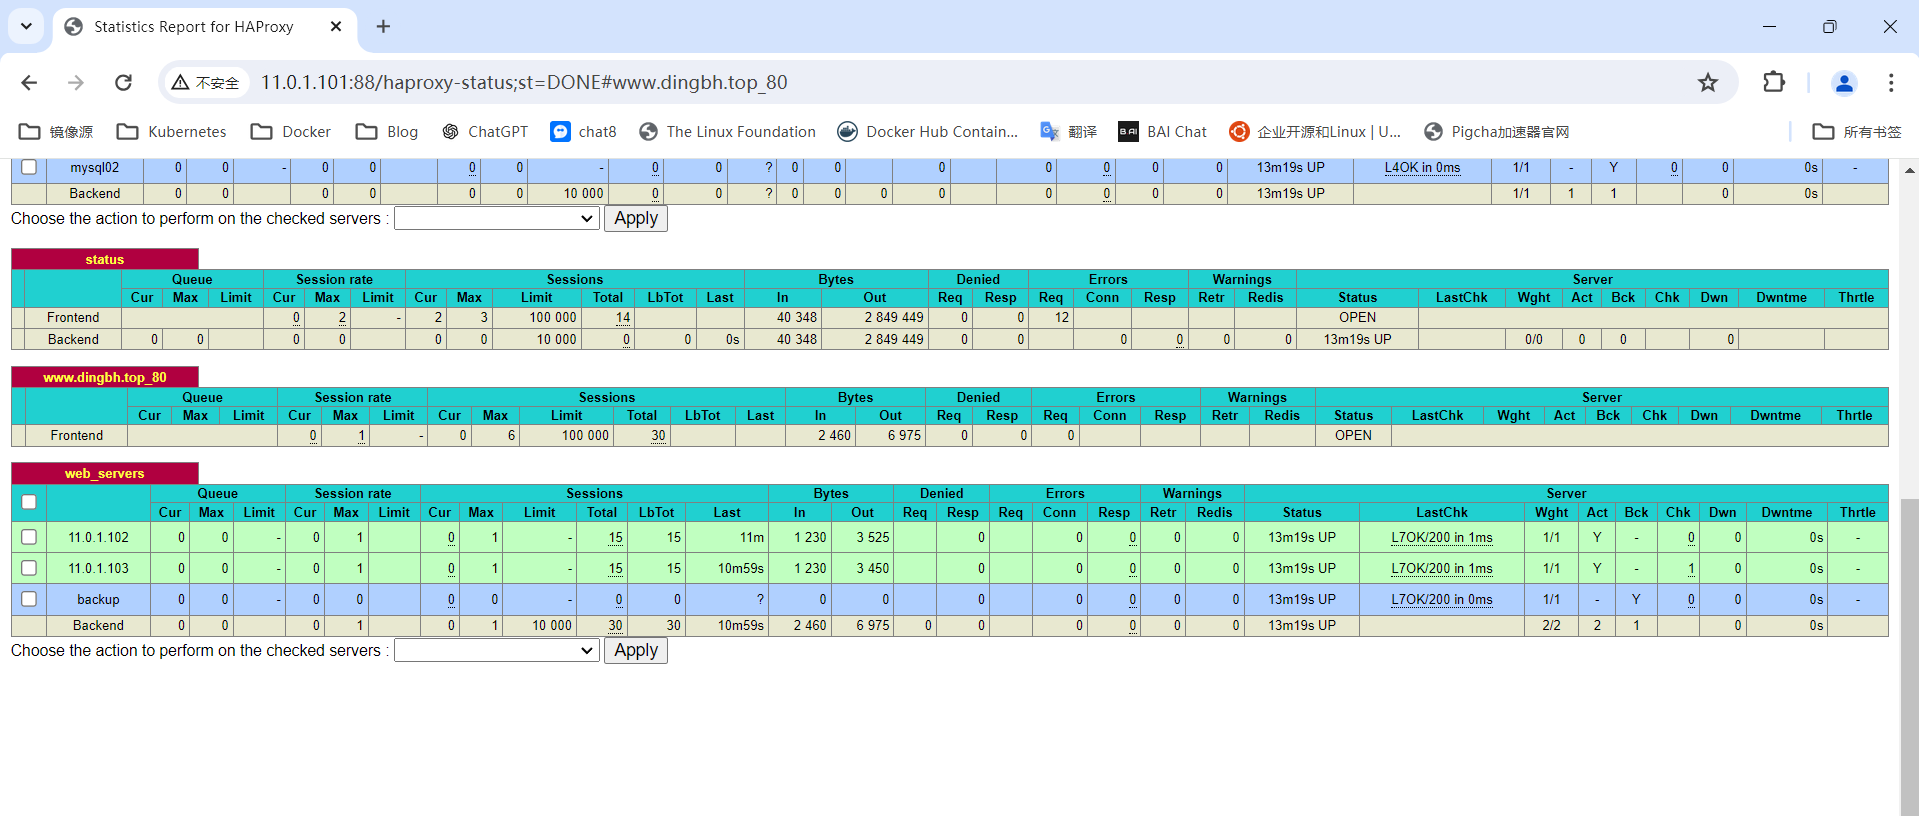 Statistics Report for HAProxy
不安全 11.0.1.101:88/haproxy-status;st=DONE#www.dingbh.top_80
镜像源 Kubernetes Docker Blog ChatGPT chat8 The Linux Foundation Docker Hub Contain... 翻译 BAI Chat 企业开源和Linux | U... Pigcha加速器官网 所有书签
mysql02 0 0 - 0 0 0 0 - 0 0 ? 0 0 0 0 0 0 0 13m19s UP L4OK in 0ms 1/1 - Y 0 0 0s -
Backend 0 0 0 0 0 0 10 000 0 0 ? 0 0 0 0 0 0 0 0 13m19s UP 1/1 1 1 0 0s
Choose the action to perform on the checked servers : Apply
status
Queue Session rate Sessions Bytes Denied Errors Warnings Server
Cur Max Limit Cur Max Limit Cur Max Limit Total LbTot Last In Out Req Resp Req Conn Resp Retr Redis Status LastChk Wght Act Bck Chk Dwn Dwntme Thrtle
Frontend 0 2 - 2 3 100 000 14 40 348 2 849 449 0 0 12 OPEN
Backend 0 0 0 0 0 0 10 000 0 0 0s 40 348 2 849 449 0 0 0 0 0 0 13m19s UP 0/0 0 0 0
www.dingbh.top_80
Queue Session rate Sessions Bytes Denied Errors Warnings Server
Cur Max Limit Cur Max Limit Cur Max Limit Total LbTot Last In Out Req Resp Req Conn Resp Retr Redis Status LastChk Wght Act Bck Chk Dwn Dwntme Thrtle
Frontend 0 1 - 0 6 100 000 30 2 460 6 975 0 0 0 OPEN
web_servers
Queue Session rate Sessions Bytes Denied Errors Warnings Server
Cur Max Limit Cur Max Limit Cur Max Limit Total LbTot Last In Out Req Resp Req Conn Resp Retr Redis Status LastChk Wght Act Bck Chk Dwn Dwntme Thrtle
11.0.1.102 0 0 - 0 1 0 1 - 15 15 11m 1 230 3 525 0 0 0 0 0 13m19s UP L7OK/200 in 1ms 1/1 Y - 0 0 0s -
11.0.1.103 0 0 - 0 1 0 1 - 15 15 10m59s 1 230 3 450 0 0 0 0 0 13m19s UP L7OK/200 in 1ms 1/1 Y - 1 0 0s -
backup 0 0 - 0 0 0 0 - 0 0 ? 0 0 0 0 0 0 0 13m19s UP L7OK/200 in 0ms 1/1 - Y 0 0 0s -
Backend 0 0 0 1 0 1 10 000 30 30 10m59s 2 460 6 975 0 0 0 0 0 0 13m19s UP 2/2 2 1 0 0s
Choose the action to perform on the checked servers : Apply